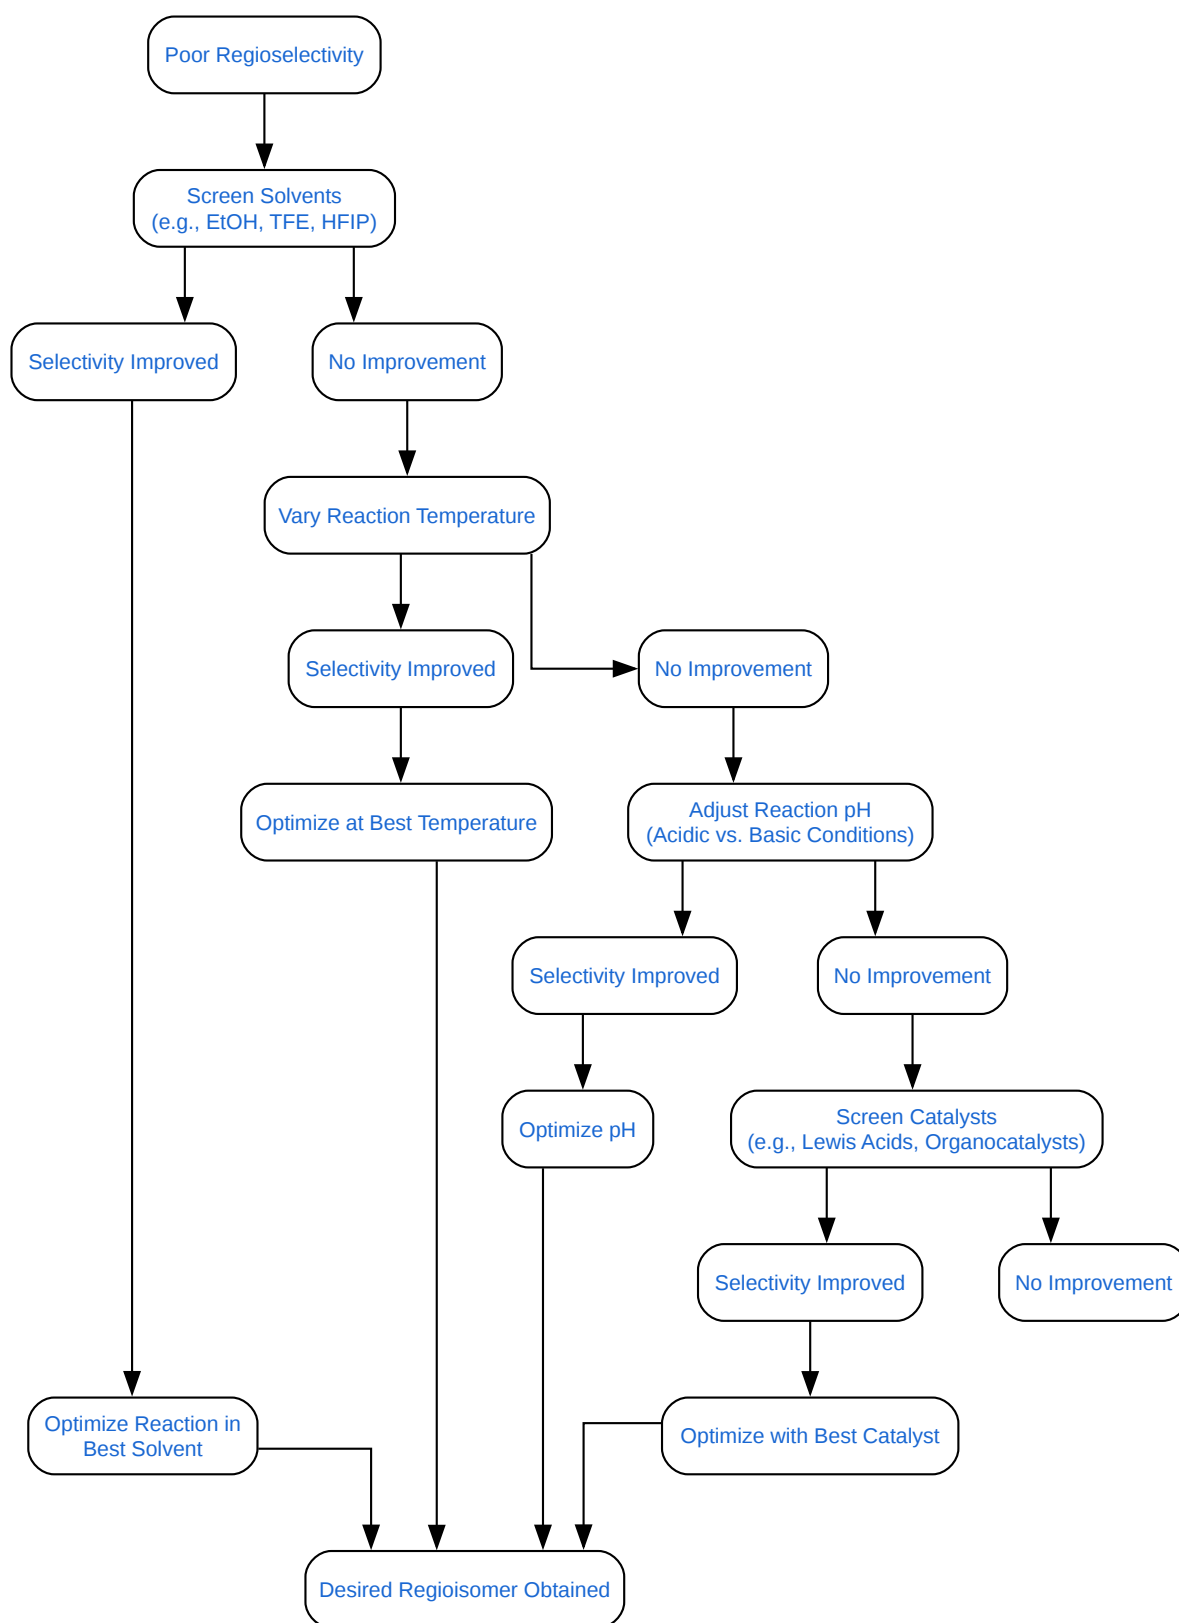 Poor Regioselectivity
Screen Solvents
(e.g., EtOH, TFE, HFIP)
Selectivity Improved
No Improvement
Vary Reaction Temperature
Selectivity Improved
No Improvement
Optimize at Best Temperature
Adjust Reaction pH
(Acidic vs. Basic Conditions)
Selectivity Improved
No Improvement
Optimize pH
Screen Catalysts
(e.g., Lewis Acids, Organocatalysts)
Selectivity Improved
No Improvement
Optimize Reaction in
Best Solvent
Optimize with Best Catalyst
Desired Regioisomer Obtained